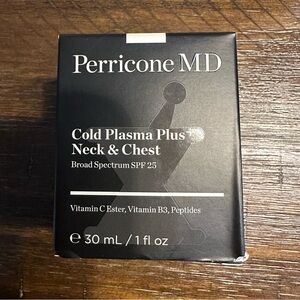 Perricone MD
Cold Plasma Plus+
Neck & Chest
Broad Spectrum SPF 25
Vitamin C Ester, Vitamin B3, Peptides
℮ 30 mL / 1 fl oz